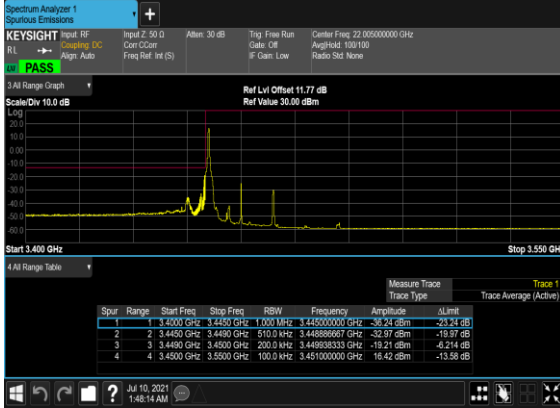 Spectrum Analyzer 1
Spurious Emissions
KEYSIGHT Input: RF Input Z: 50 Ω Atten: 30 dB Trig: Free Run Center Freq: 22.005000000 GHz
RL Coupling: DC Corr CCorr Gate: Off Avg|Hold: 100/100
Align: Auto Freq Ref: Int (S) IF Gain: Low Radio Std: None
PASS
3 All Range Graph
Ref Lvl Offset 11.77 dB
Scale/Div 10.0 dB Ref Value 30.00 dBm
Log
20.0
10.0
0.00
-10.0
-20.0
-30.0
-40.0
-50.0
-60.0
Start 3.400 GHz Stop 3.550 GH
4 All Range Table
Measure Trace Trace 1
Trace Type Trace Average (Active)
Spur Range Start Freq Stop Freq RBW Frequency Amplitude ΔLimit
1 1 3.4000 GHz 3.4450 GHz 1.000 MHz 3.445000000 GHz -36.24 dBm -23.24 dB
2 2 3.4450 GHz 3.4490 GHz 510.0 kHz 3.448886667 GHz -32.97 dBm -19.97 dB
3 3 3.4490 GHz 3.4500 GHz 200.0 kHz 3.449938333 GHz -19.21 dBm -6.214 dB
4 4 3.4500 GHz 3.5500 GHz 100.0 kHz 3.451000000 GHz 16.42 dBm -13.58 dB
? Jul 10, 2021
1:48:14 AM